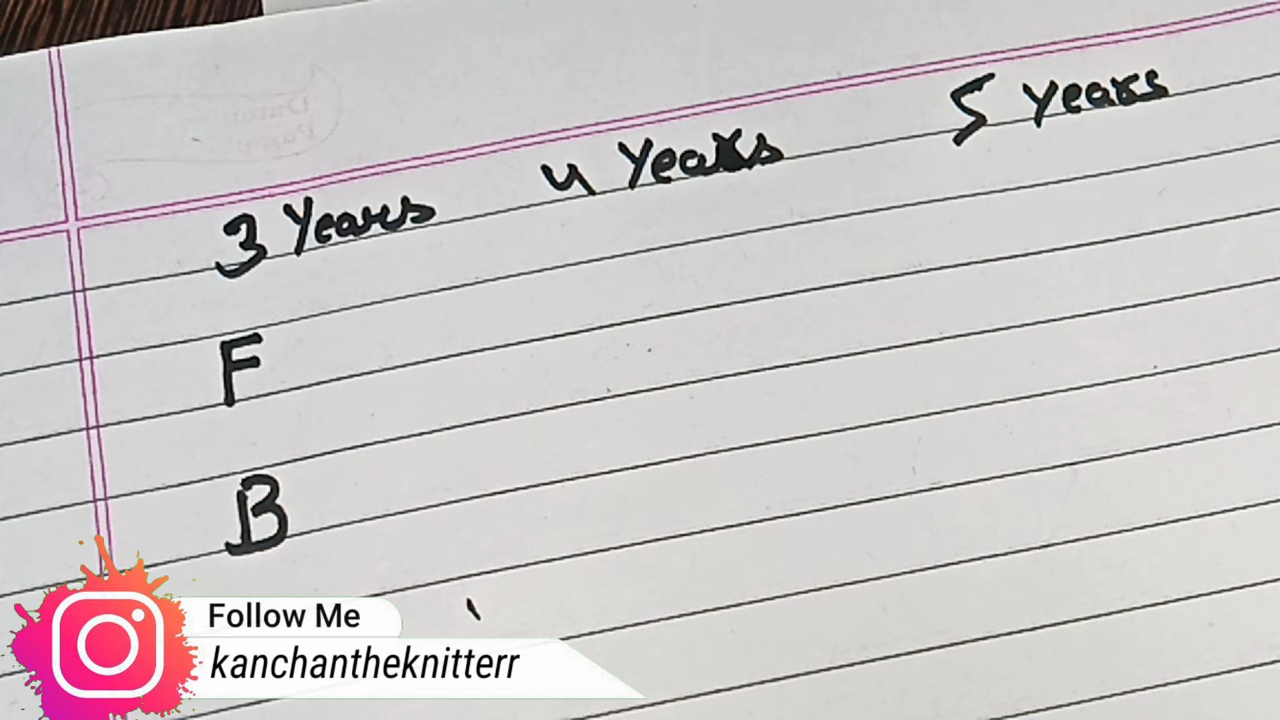 3 Years 4 Years 5 Years
F
B
Follow Me
kanchantheknitterr